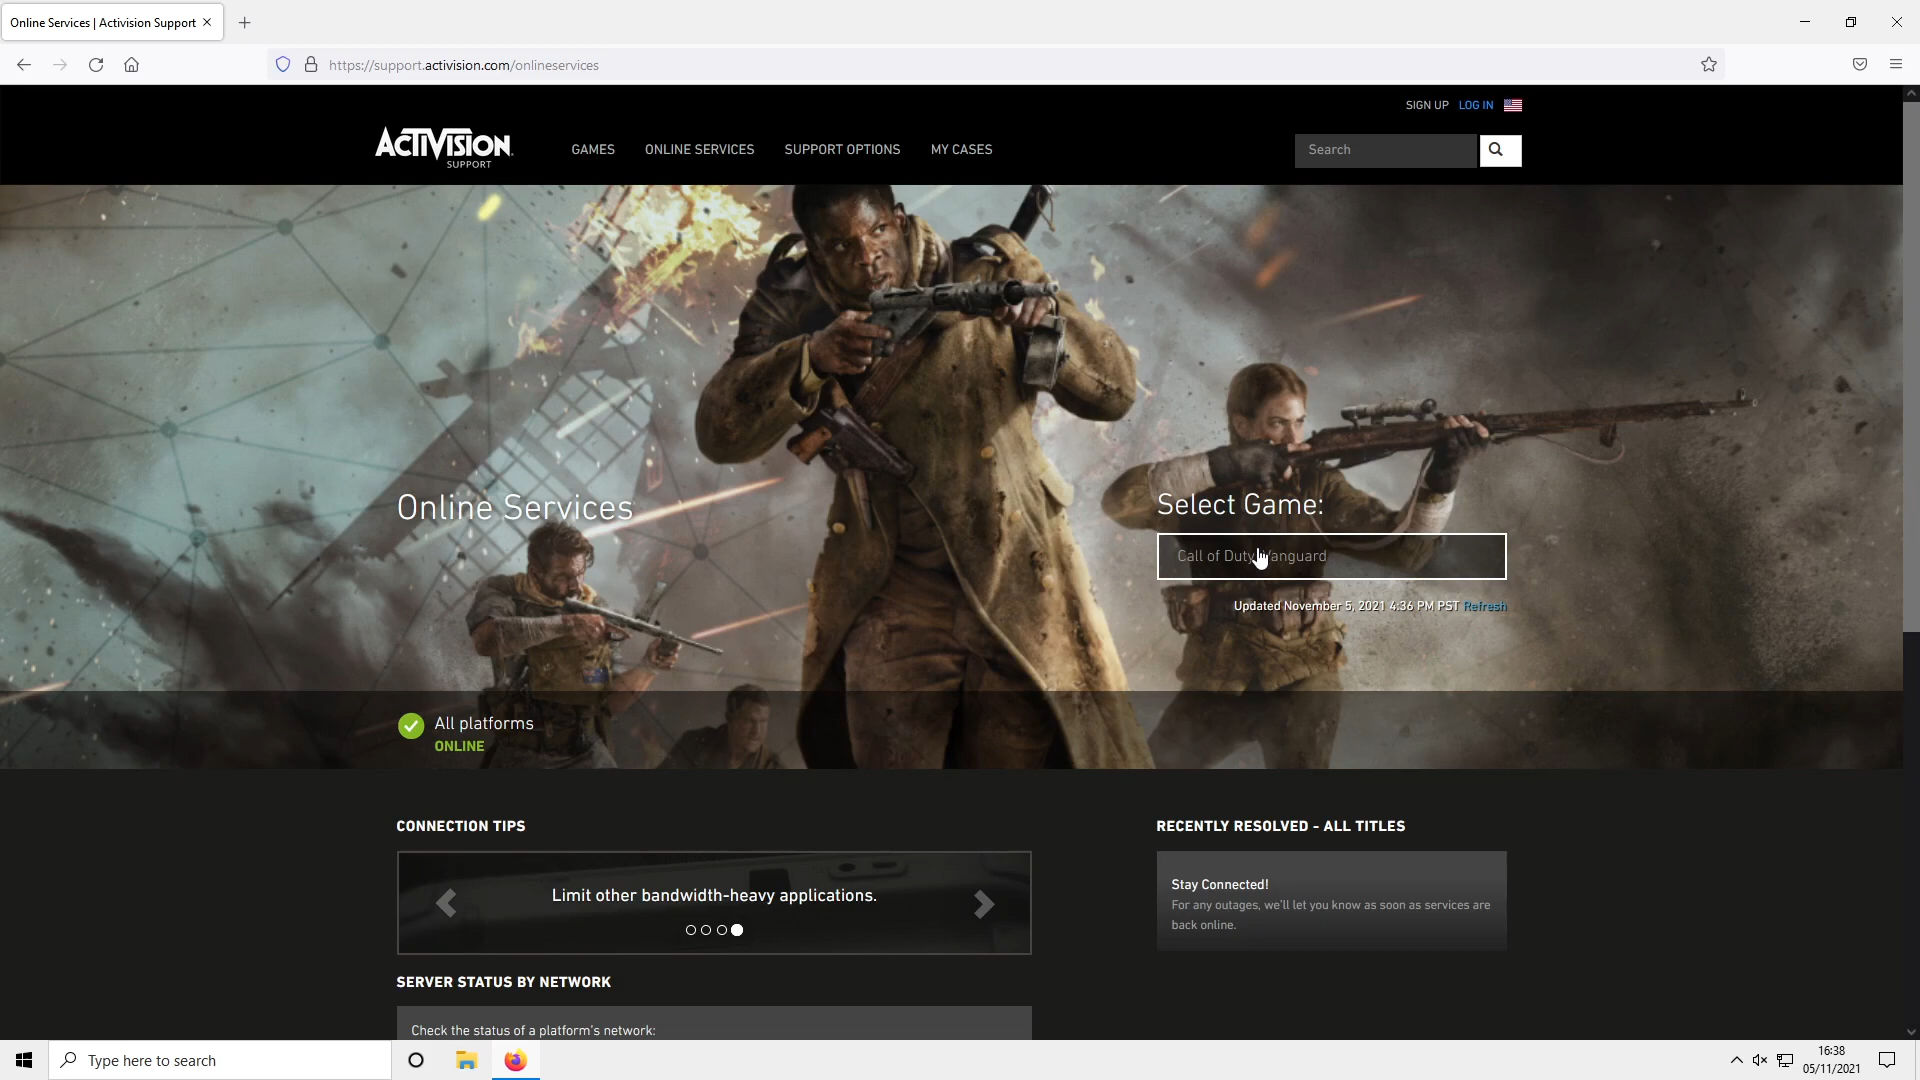 Online Services | Activision Support
https://support.activision.com/onlineservices
SIGN UP LOG IN
ACTIVISION
SUPPORT
GAMES ONLINE SERVICES SUPPORT OPTIONS MY CASES
Search
Online Services
Select Game:
Call of Duty: Vanguard
Updated November 5, 2021 4:36 PM PST Refresh
All platforms
ONLINE
CONNECTION TIPS
Limit other bandwidth-heavy applications.
RECENTLY RESOLVED - ALL TITLES
Stay Connected!
For any outages, we'll let you know as soon as services are
back online.
SERVER STATUS BY NETWORK
Check the status of a platform's network:
Type here to search
16:38
05/11/2021